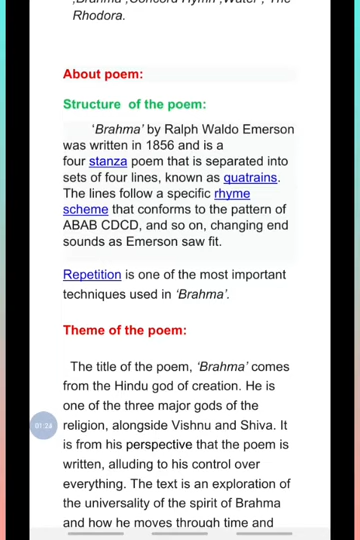 ,Brahma ,Concord Hymn ,Water , The
Rhodora.
About poem:
Structure of the poem:
‘Brahma’ by Ralph Waldo Emerson
was written in 1856 and is a
four stanza poem that is separated into
sets of four lines, known as quatrains.
The lines follow a specific rhyme
scheme that conforms to the pattern of
ABAB CDCD, and so on, changing end
sounds as Emerson saw fit.
Repetition is one of the most important
techniques used in ‘Brahma’.
Theme of the poem:
The title of the poem, ‘Brahma’ comes
from the Hindu god of creation. He is
one of the three major gods of the
01:24
religion, alongside Vishnu and Shiva. It
is from his perspective that the poem is
written, alluding to his control over
everything. The text is an exploration of
the universality of the spirit of Brahma
and how he moves through time and